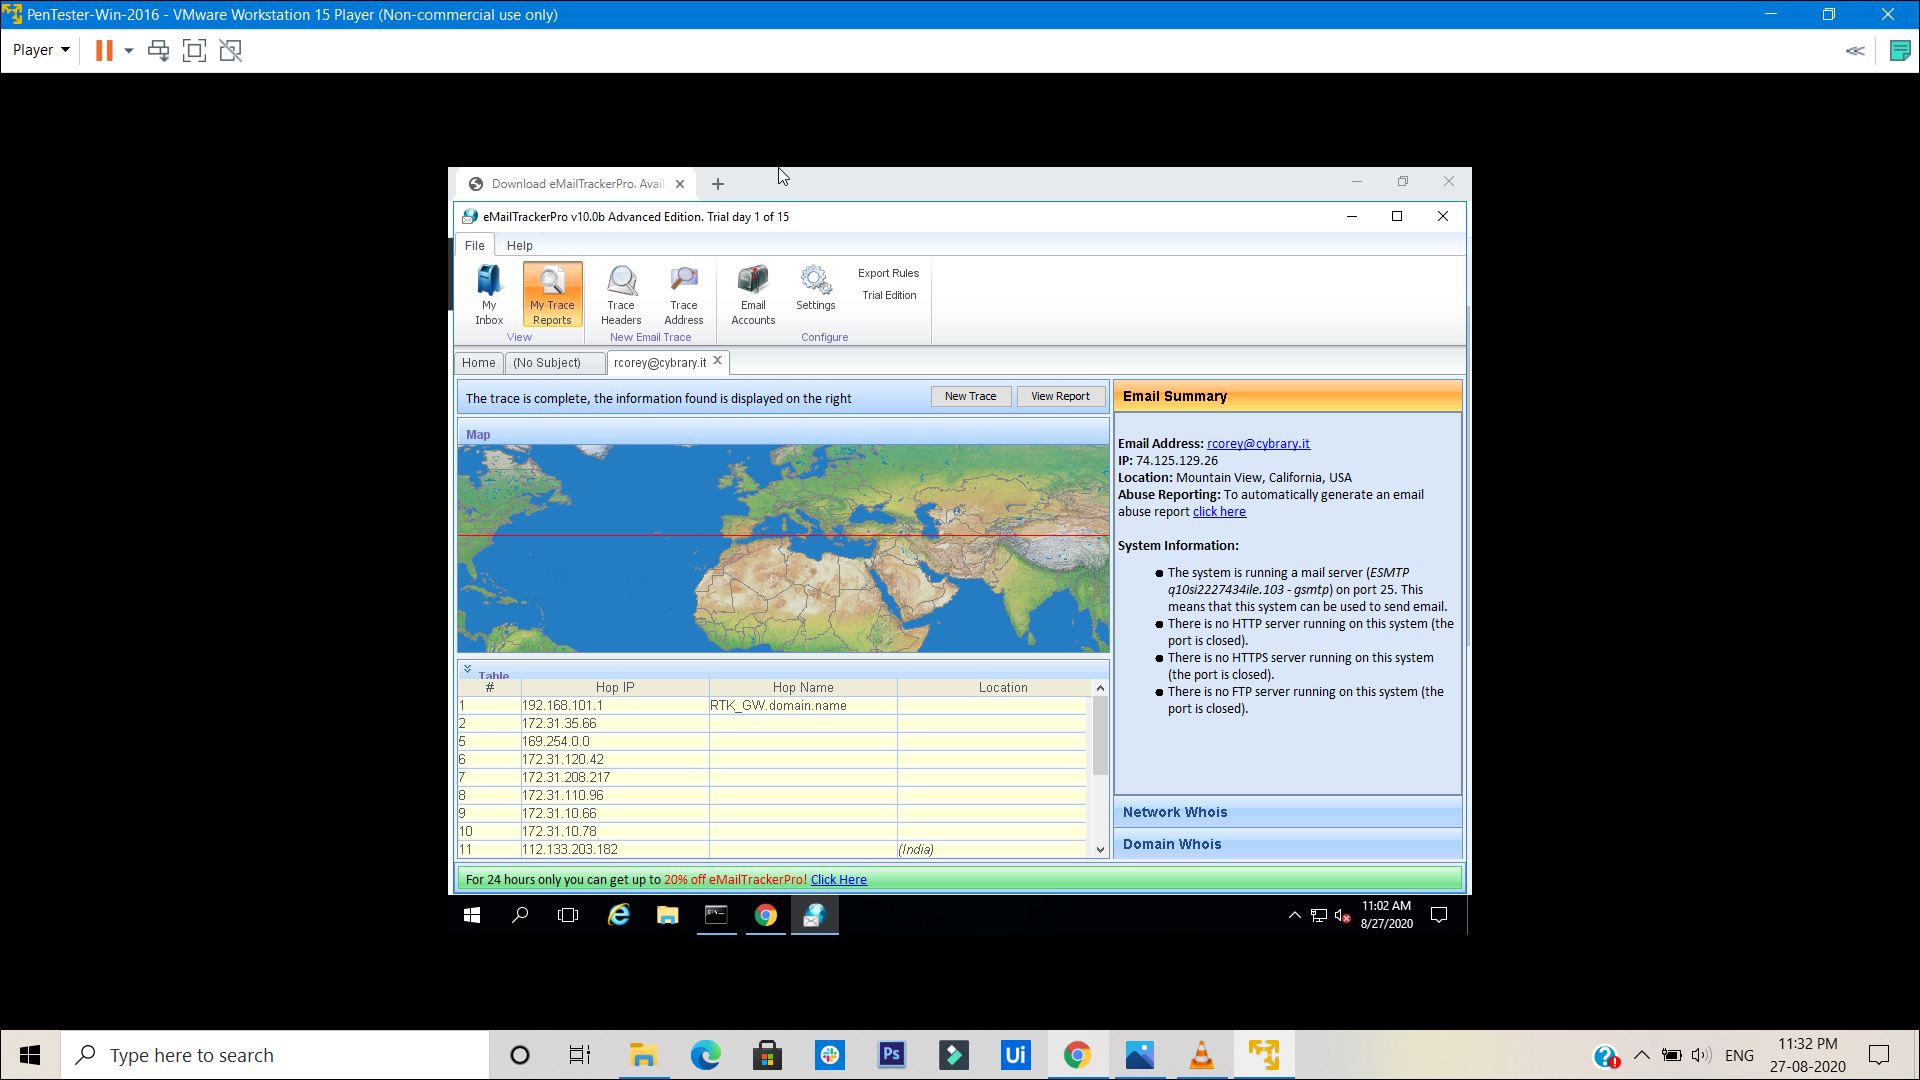 PenTester-Win-2016 - VMware Workstation 15 Player (Non-commercial use only)
Player
Download eMailTrackerPro. Avail
eMailTrackerPro v10.0b Advanced Edition. Trial day 1 of 15
File Help
My Inbox
My Trace Reports
Trace Headers
Trace Address
Email Accounts
Settings
Export Rules
Trial Edition
View New Email Trace Configure
Home (No Subject) rcorey@cybrary.it
The trace is complete, the information found is displayed on the right New Trace View Report
Map
Table
# Hop IP Hop Name Location
1 192.168.101.1 RTK_GW.domain.name
2 172.31.35.66
5 169.254.0.0
6 172.31.120.42
7 172.31.208.217
8 172.31.110.96
9 172.31.10.66
10 172.31.10.78
11 112.133.203.182 (India)
Email Summary
Email Address: rcorey@cybrary.it
IP: 74.125.129.26
Location: Mountain View, California, USA
Abuse Reporting: To automatically generate an email
abuse report click here
System Information:
The system is running a mail server (ESMTP
q10si2227434ile.103 - gsmtp) on port 25. This
means that this system can be used to send email.
There is no HTTP server running on this system (the
port is closed).
There is no HTTPS server running on this system
(the port is closed).
There is no FTP server running on this system (the
port is closed).
Network Whois
Domain Whois
For 24 hours only you can get up to 20% off eMailTrackerPro! Click Here
11:02 AM
8/27/2020
Type here to search
Ps
Ui
ENG
11:32 PM
27-08-2020